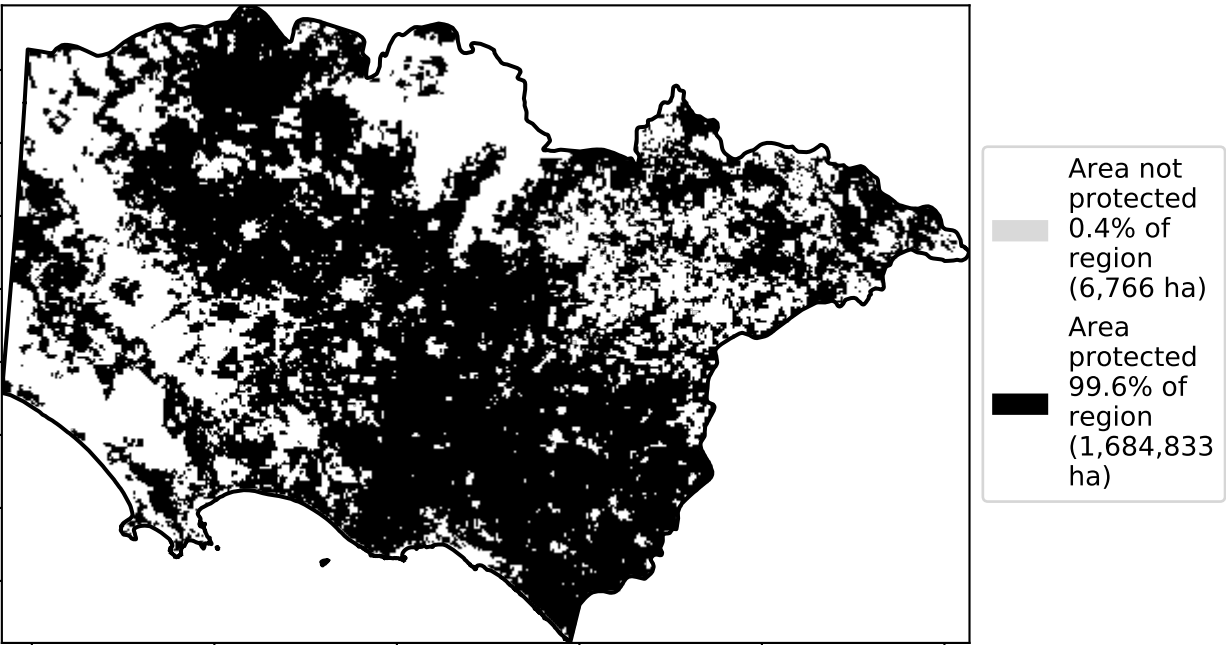 Area not
protected
0.4% of
region
(6,766 ha)
Area
protected
99.6% of
region
(1,684,833
ha)